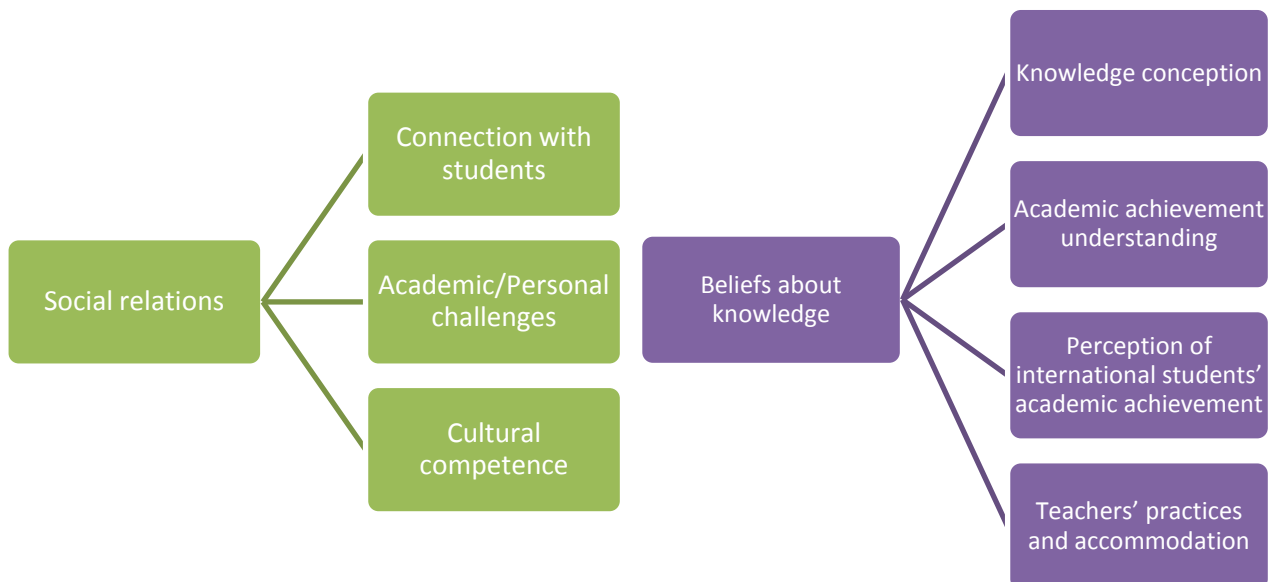 Social relations
Connection with
students
Academic/Personal
challenges
Cultural
competence
Beliefs about
knowledge
Knowledge conception
Academic achievement
understanding
Perception of
international students’
academic achievement
Teachers’ practices
and accommodation